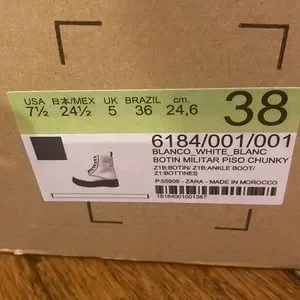 USA 日本/MEX UK BRAZIL cm.
7½ 24½ 5 36 24,6 38
6184/001/001
BLANCO_WHITE_BLANC
BOTIN MILITAR PISO CHUNKY
Z1B:BOTIN/ Z1B:ANKLE BOOT/
Z1:BOTTINES
P:55909 - ZARA - MADE IN MOROCCO
16184001001387